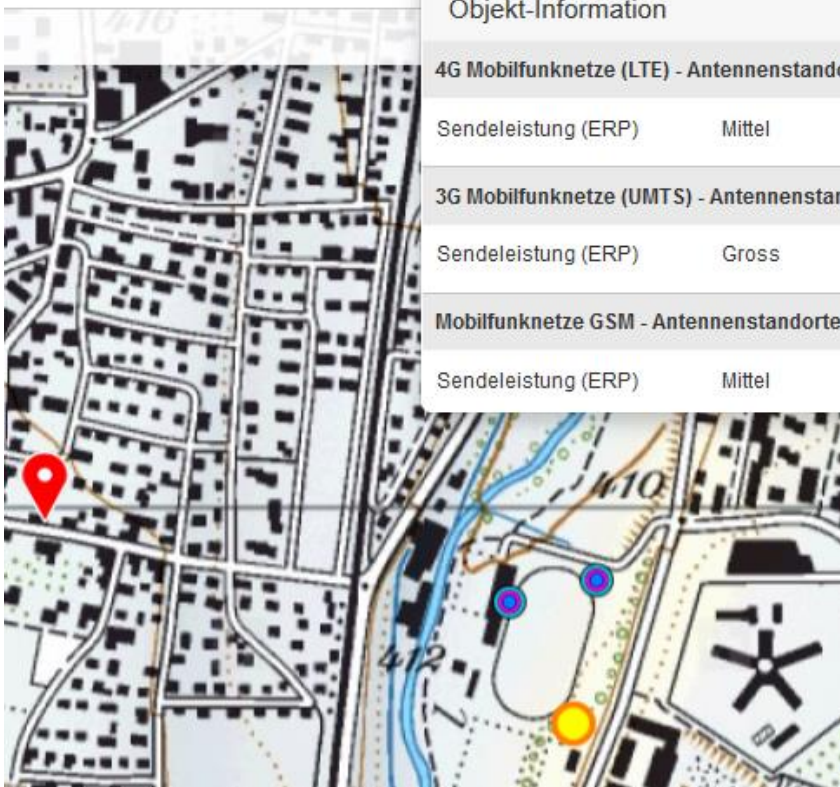 Objekt-Information
416
4G Mobilfunknetze (LTE) - Antennenstando
Sendeleistung (ERP) Mittel
3G Mobilfunknetze (UMTS) - Antennenstan
Sendeleistung (ERP) Gross
Mobilfunknetze GSM - Antennenstandorte
Sendeleistung (ERP) Mittel
410
412